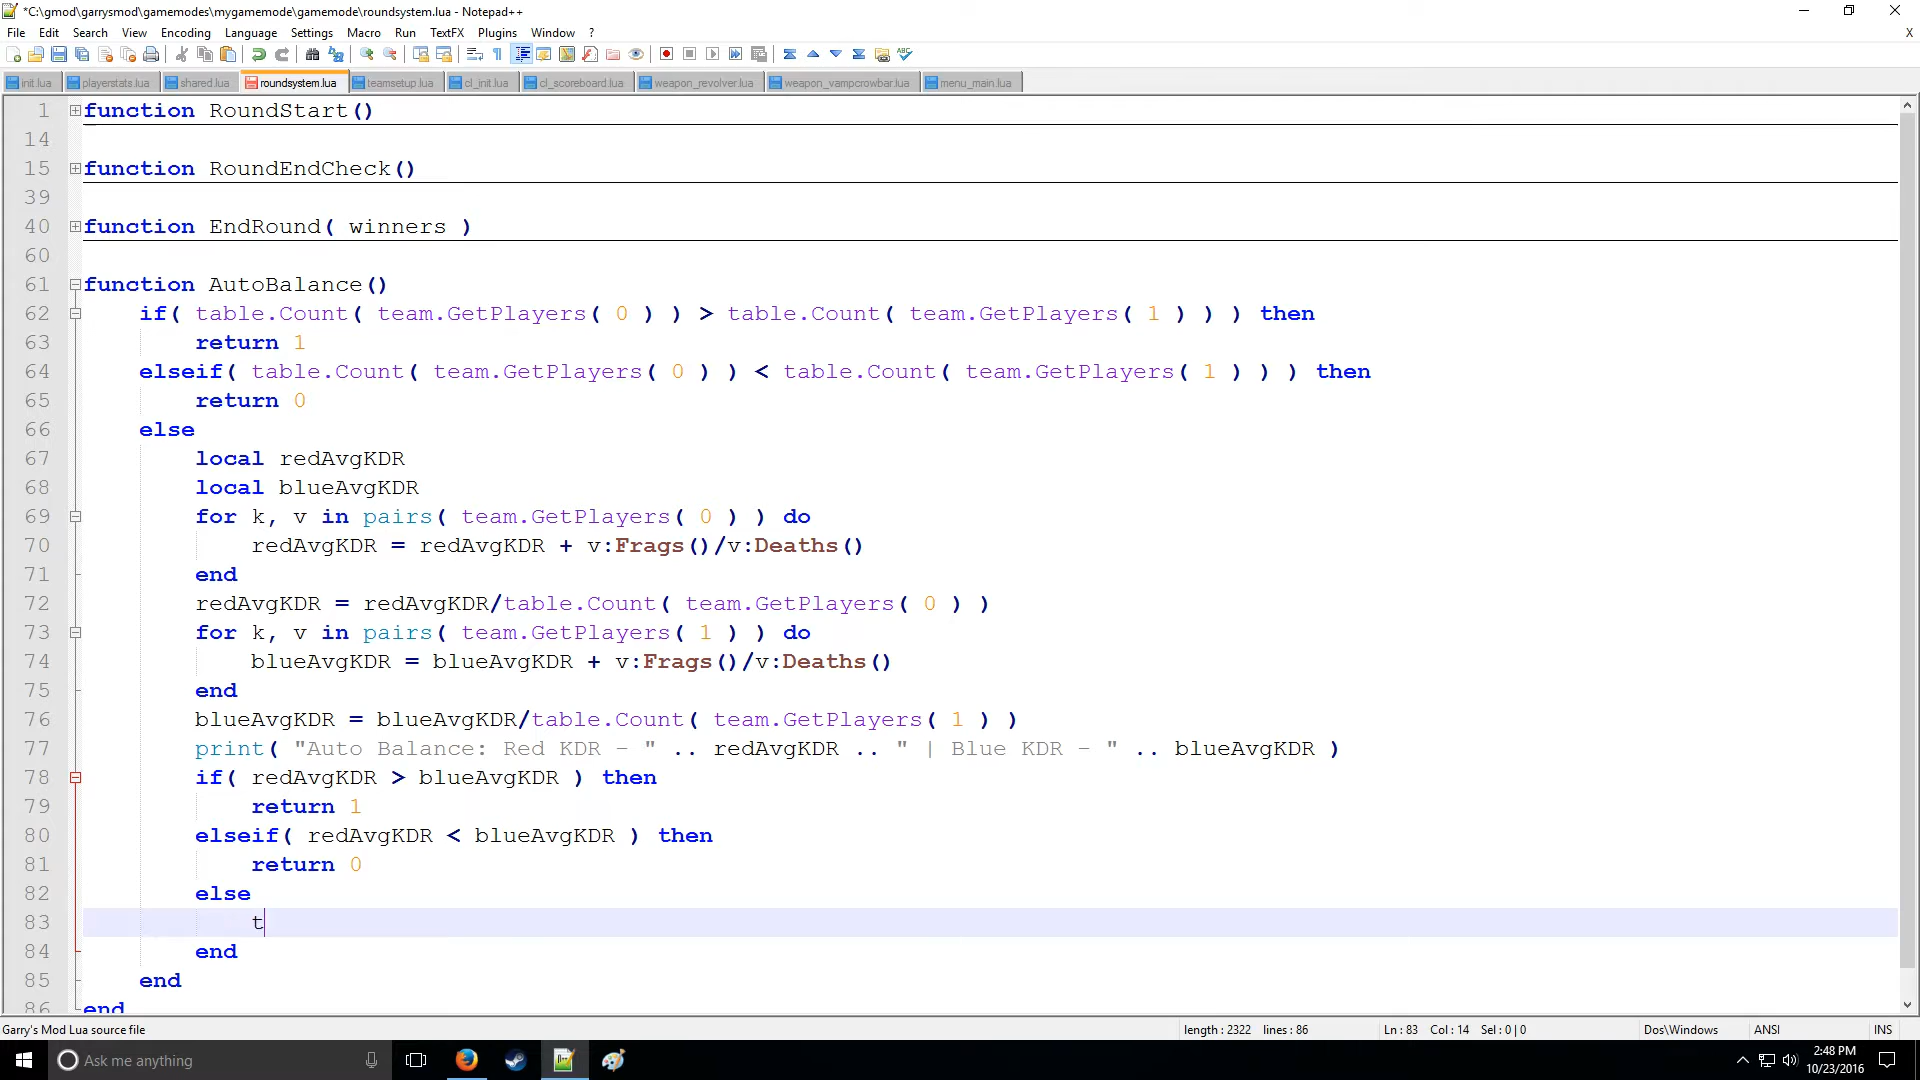 *C:\gmod\garrysmod\gamemodes\mygamemode\gamemode\roundsystem.lua - Notepad++
File Edit Search View Encoding Language Settings Macro Run TextFX Plugins Window ? X
init.lua playerstats.lua shared.lua roundsystem.lua teamsetup.lua cl_init.lua cl_scoreboard.lua weapon_revolver.lua weapon_vampcrowbar.lua menu_main.lua
1 function RoundStart()
14
15 function RoundEndCheck()
39
40 function EndRound( winners )
60
61 function AutoBalance()
62 if( table.Count( team.GetPlayers( 0 ) ) > table.Count( team.GetPlayers( 1 ) ) ) then
63 return 1
64 elseif( table.Count( team.GetPlayers( 0 ) ) < table.Count( team.GetPlayers( 1 ) ) ) then
65 return 0
66 else
67 local redAvgKDR
68 local blueAvgKDR
69 for k, v in pairs( team.GetPlayers( 0 ) ) do
70 redAvgKDR = redAvgKDR + v:Frags()/v:Deaths()
71 end
72 redAvgKDR = redAvgKDR/table.Count( team.GetPlayers( 0 ) )
73 for k, v in pairs( team.GetPlayers( 1 ) ) do
74 blueAvgKDR = blueAvgKDR + v:Frags()/v:Deaths()
75 end
76 blueAvgKDR = blueAvgKDR/table.Count( team.GetPlayers( 1 ) )
77 print( "Auto Balance: Red KDR - " .. redAvgKDR .. " | Blue KDR - " .. blueAvgKDR )
78 if( redAvgKDR > blueAvgKDR ) then
79 return 1
80 elseif( redAvgKDR < blueAvgKDR ) then
81 return 0
82 else
83 t
84 end
85 end
86 end
Garry's Mod Lua source file length : 2322 lines : 86 Ln : 83 Col : 14 Sel : 0 | 0 Dos\Windows ANSI INS
Ask me anything 2:48 PM
10/23/2016